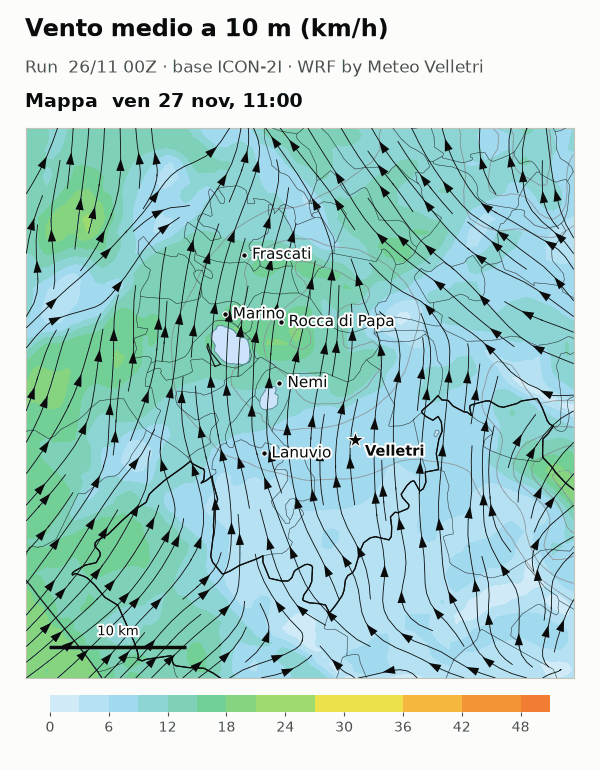 Vento medio a 10 m (km/h)
Run  26/11 00Z · base ICON-2I · WRF by Meteo Velletri
Mappa  ven 27 nov, 11:00
Frascati
Marino
Rocca di Papa
Nemi
Velletri
Lanuvio
10 km
0 6 12 18 24 30 36 42 48